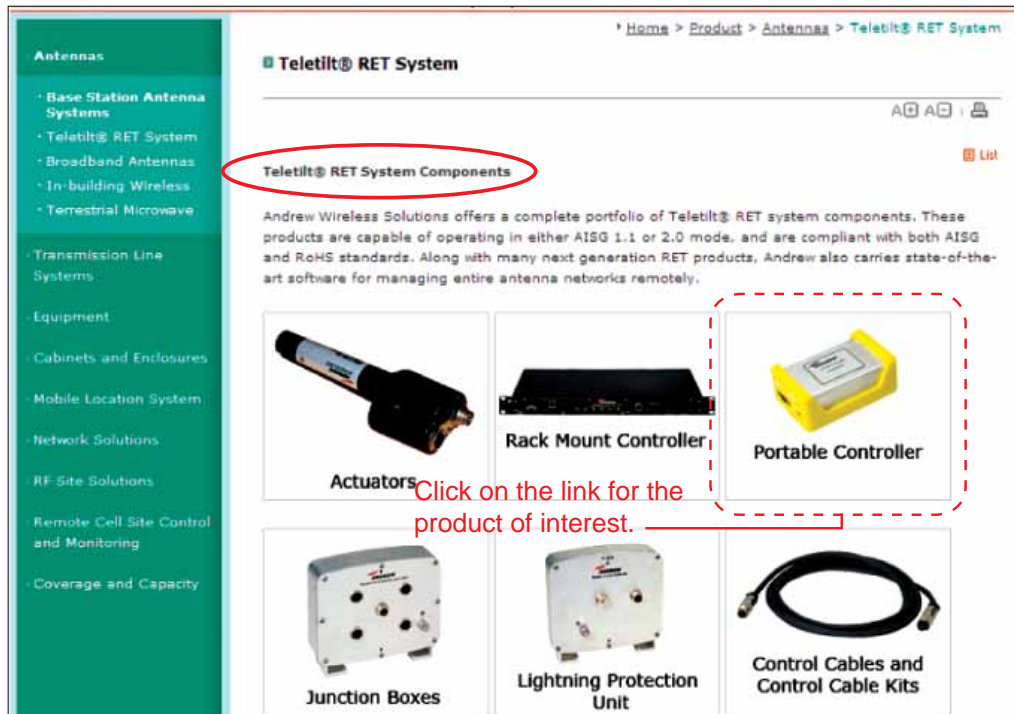 Home > Product > Antennas > Teletilt® RET System
Antennas
Base Station Antenna
Systems
Teletilt® RET System
Broadband Antennas
In-building Wireless
Terrestrial Microwave
Transmission Line
Systems
Equipment
Cabinets and Enclosures
Mobile Location System
Network Solutions
RF Site Solutions
Remote Cell Site Control
and Monitoring
Coverage and Capacity
Teletilt® RET System
A+ A- |
List
Teletilt® RET System Components
Andrew Wireless Solutions offers a complete portfolio of Teletilt® RET system components. These
products are capable of operating in either AISG 1.1 or 2.0 mode, and are compliant with both AISG
and RoHS standards. Along with many next generation RET products, Andrew also carries state-of-the-
art software for managing entire antenna networks remotely.
Actuators
Rack Mount Controller
Portable Controller
Click on the link for the
product of interest.
Junction Boxes
Lightning Protection
Unit
Control Cables and
Control Cable Kits